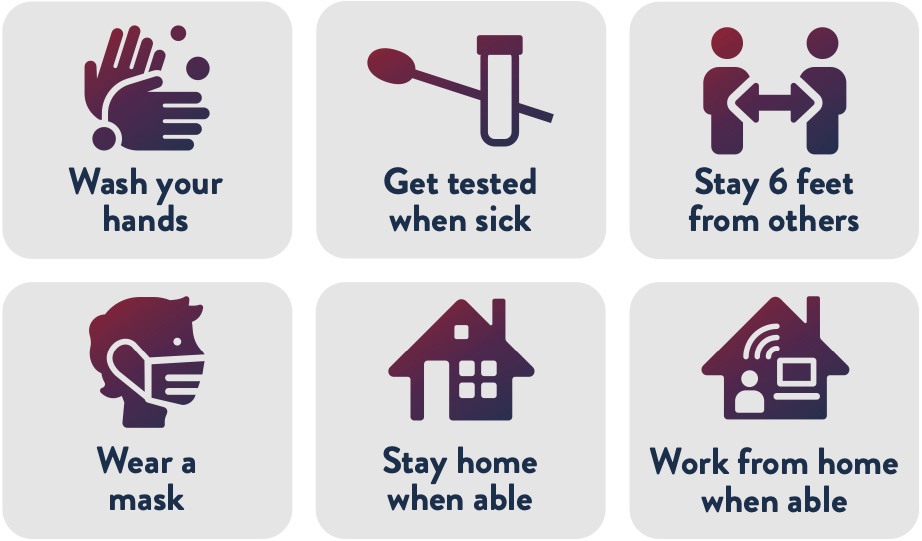 Wash your
hands
Get tested
when sick
Stay 6 feet
from others
Wear a
mask
Stay home
when able
Work from home
when able